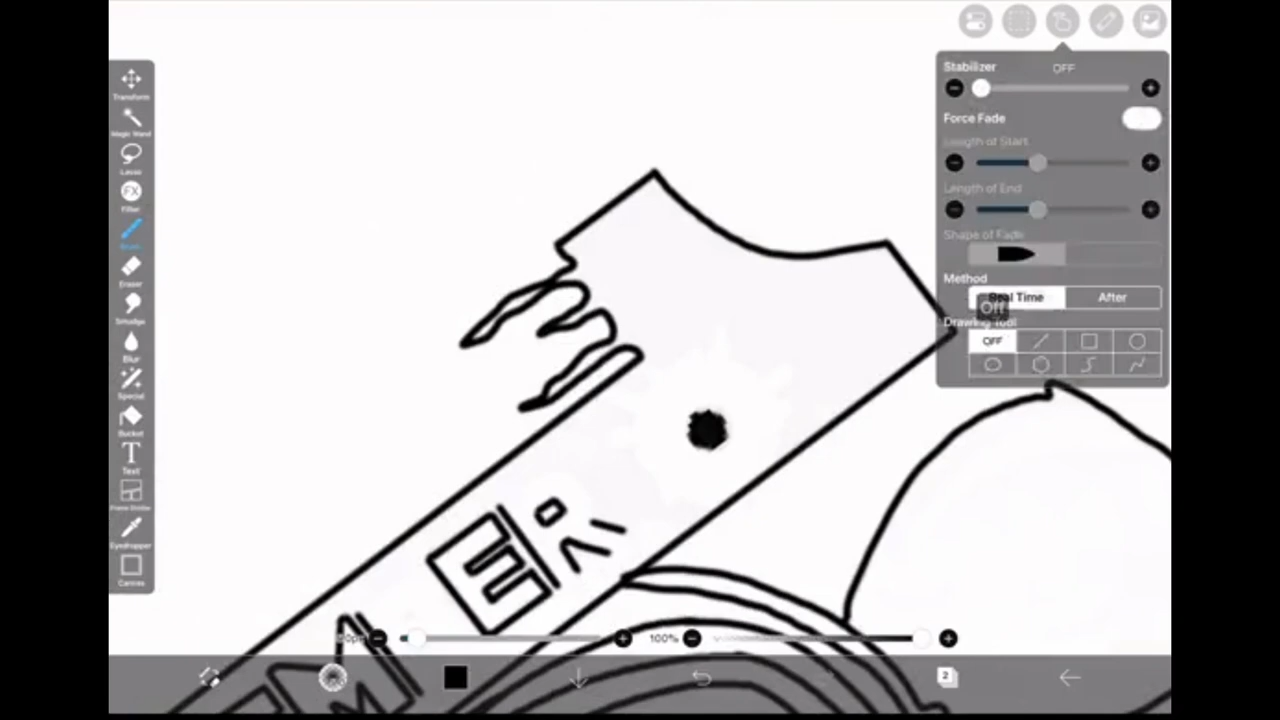 Stabilizer OFF
Force Fade
Length of Start
Length of End
Shape of Fade
Method
Real Time After
Off
Drawing Tool
OFF
Transform
Magic Wand
Lasso
FX
Filter
Brush
Eraser
Smudge
Blur
Special
Bucket
T
Text
Frame Divider
Eyedropper
Canvas
100%
2